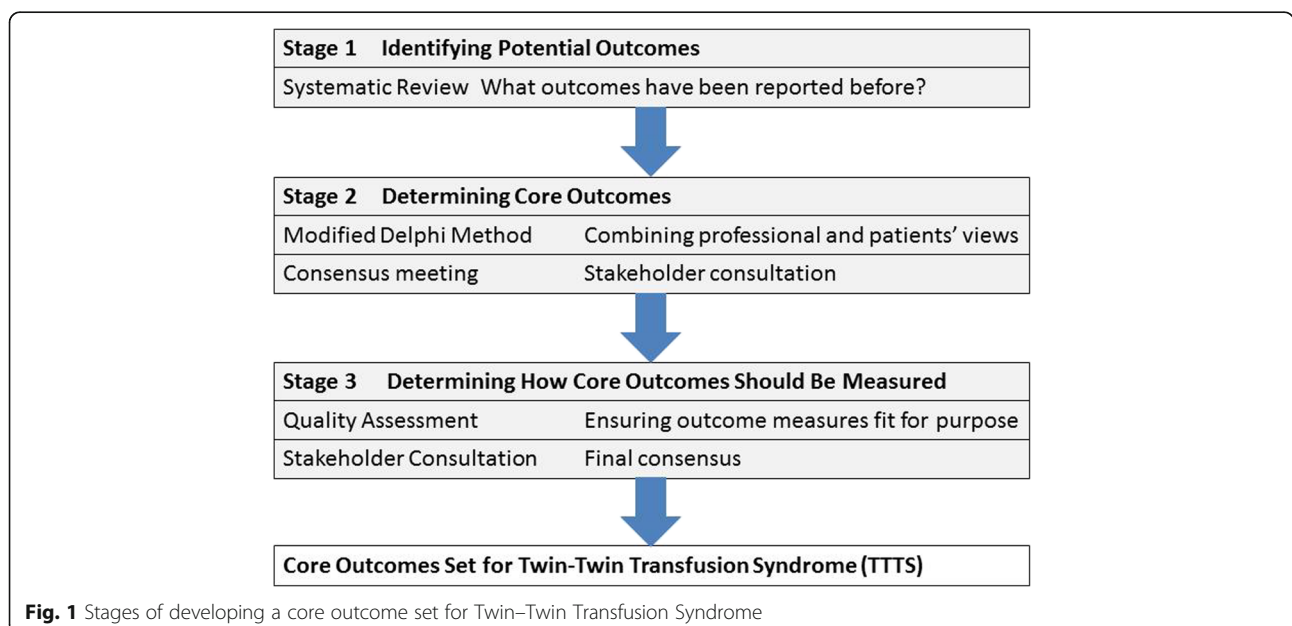 Stage 1 Identifying Potential Outcomes
Systematic Review What outcomes have been reported before?
Stage 2 Determining Core Outcomes
Modified Delphi Method Combining professional and patients' views
Consensus meeting Stakeholder consultation
Stage 3 Determining How Core Outcomes Should Be Measured
Quality Assessment Ensuring outcome measures fit for purpose
Stakeholder Consultation Final consensus
Core Outcomes Set for Twin-Twin Transfusion Syndrome (TTTS)
Fig. 1 Stages of developing a core outcome set for Twin–Twin Transfusion Syndrome